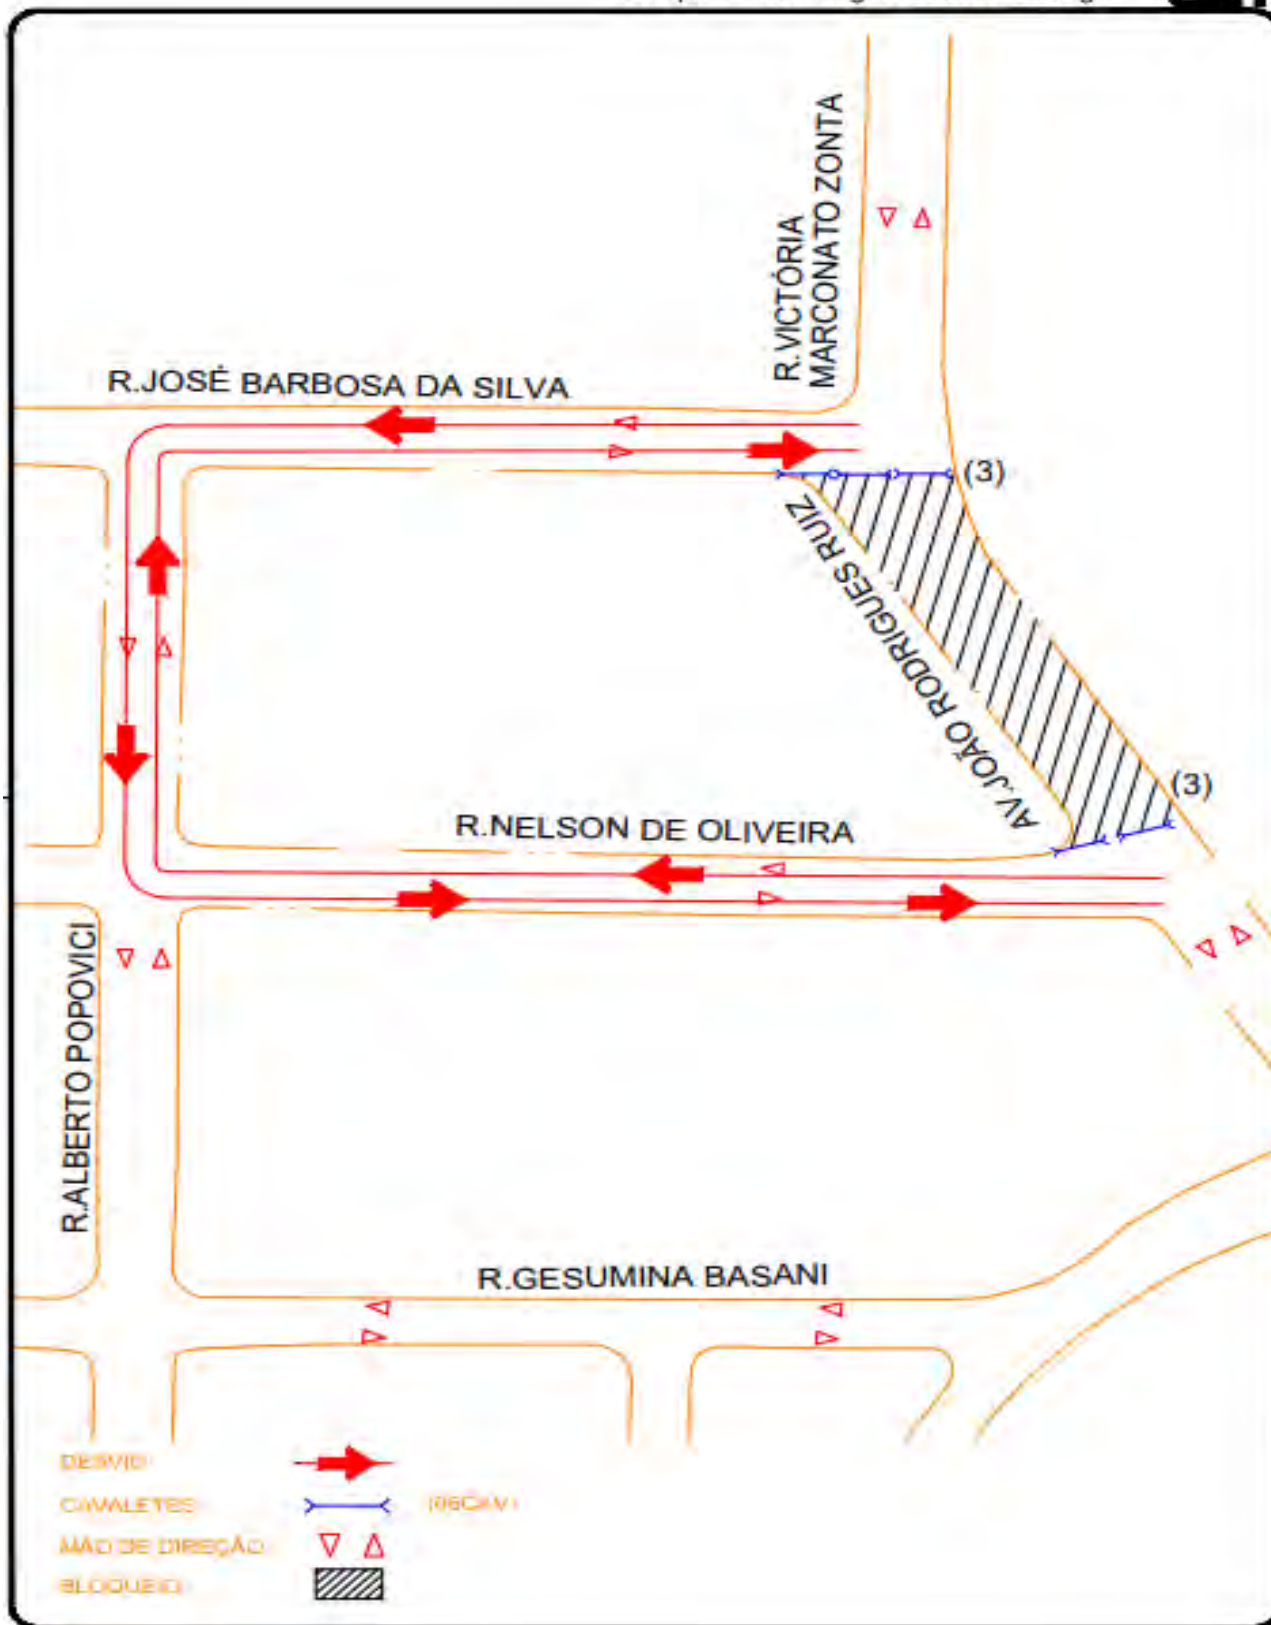 R.VICTÓRIA
MARCONATO ZONTA
R.JOSÉ BARBOSA DA SILVA
(3)
AV.JOÃO RODRIGUES RUIZ
(3)
R.NELSON DE OLIVEIRA
R.ALBERTO POPOVICI
R.GESUMINA BASANI
DESVIO
CAVALETES (06CAV)
MÃO DE DIREÇÃO
BLOQUEIO